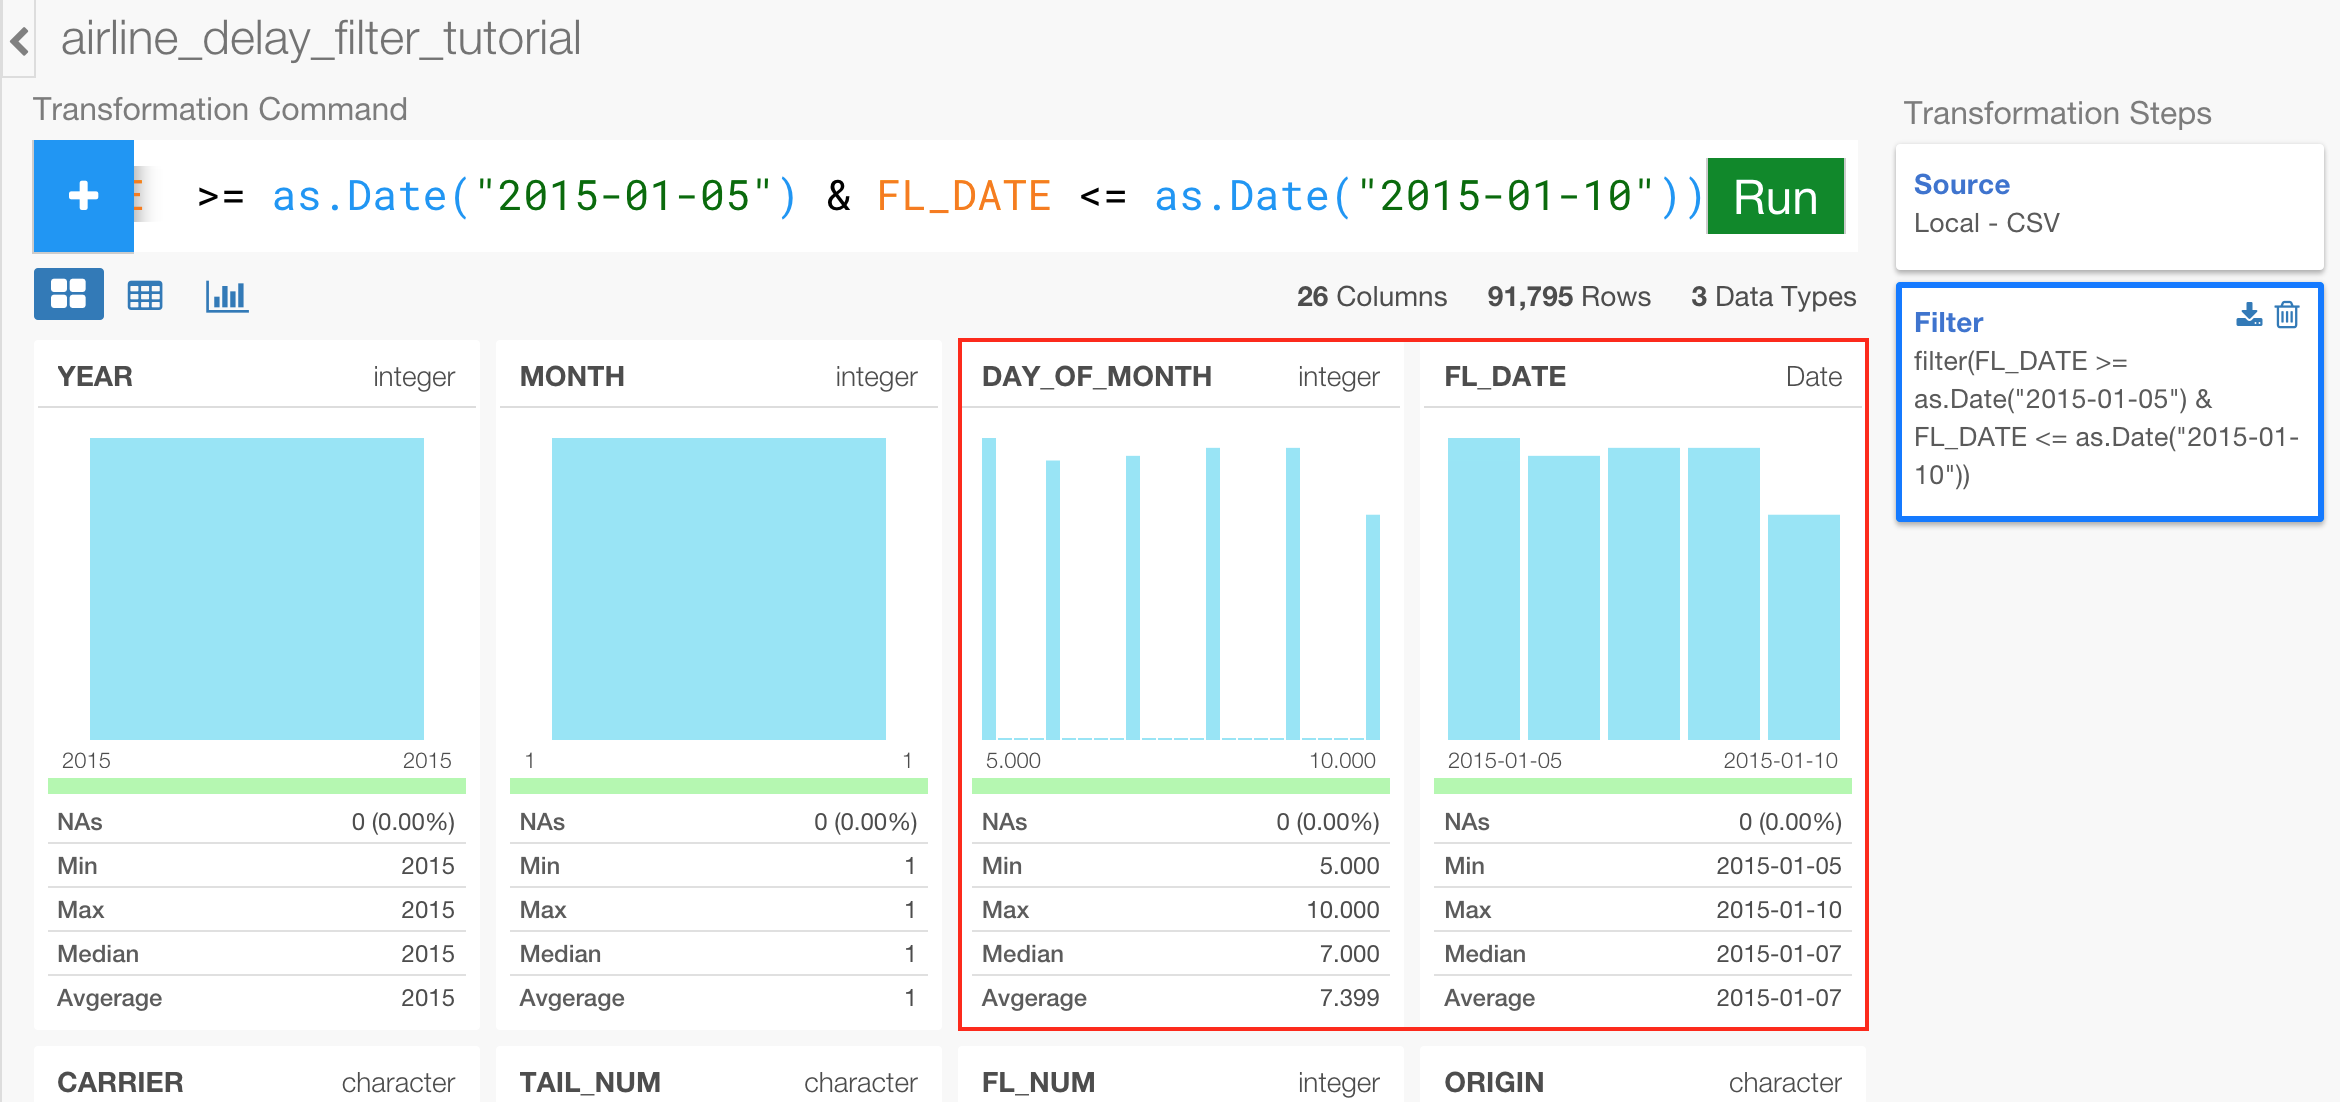 airline_delay_filter_tutorial
Transformation Command
E >= as.Date("2015-01-05") & FL_DATE <= as.Date("2015-01-10")) Run
26 Columns 91,795 Rows 3 Data Types
YEAR integer
2015 2015
NAs 0 (0.00%)
Min 2015
Max 2015
Median 2015
Avgerage 2015
MONTH integer
1 1
NAs 0 (0.00%)
Min 1
Max 1
Median 1
Avgerage 1
DAY_OF_MONTH integer
5.000 10.000
NAs 0 (0.00%)
Min 5.000
Max 10.000
Median 7.000
Avgerage 7.399
FL_DATE Date
2015-01-05 2015-01-10
NAs 0 (0.00%)
Min 2015-01-05
Max 2015-01-10
Median 2015-01-07
Average 2015-01-07
CARRIER character
TAIL_NUM character
FL_NUM integer
ORIGIN character
Transformation Steps
Source
Local - CSV
Filter
filter(FL_DATE >=
as.Date("2015-01-05") &
FL_DATE <= as.Date("2015-01-
10"))